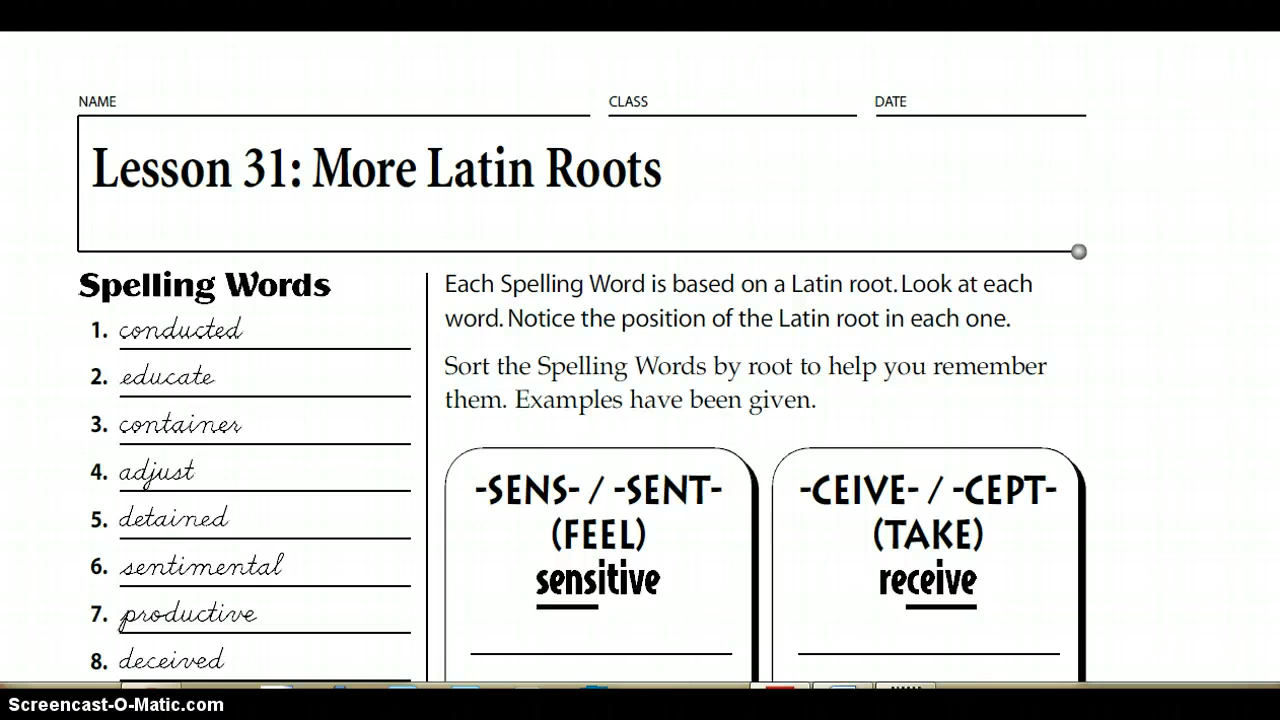 NAME CLASS DATE
Lesson 31: More Latin Roots
Spelling Words
1. conducted
2. educate
3. container
4. adjust
5. detained
6. sentimental
7. productive
8. deceived
Each Spelling Word is based on a Latin root. Look at each
word. Notice the position of the Latin root in each one.
Sort the Spelling Words by root to help you remember
them. Examples have been given.
-SENS- / -SENT-
(FEEL)
sensitive
-CEIVE- / -CEPT-
(TAKE)
receive
Screencast-O-Matic.com